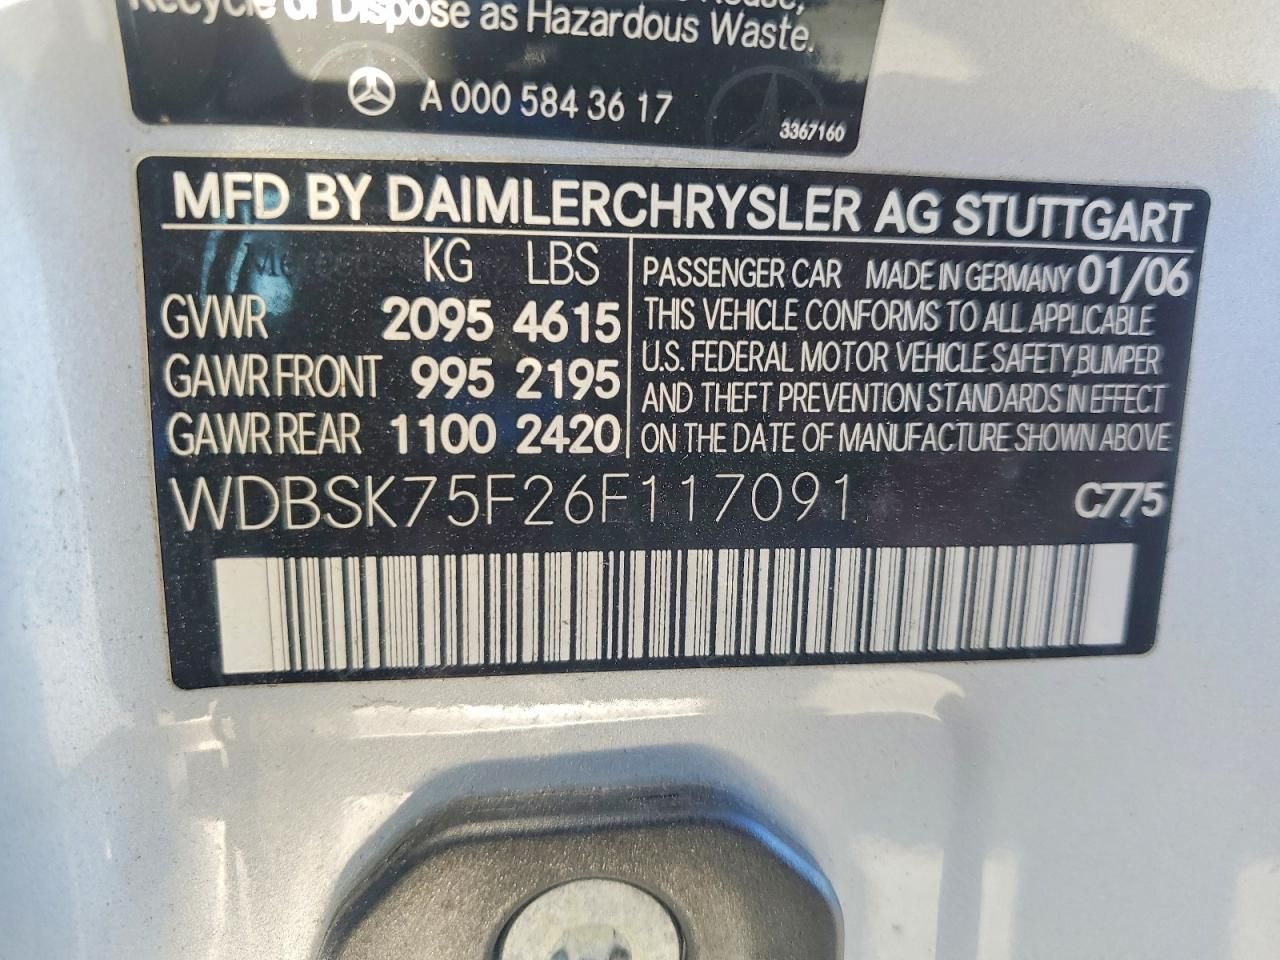 Recycle or Dispose as Hazardous Waste.
A 000 584 36 17
3367160
MFD BY DAIMLERCHRYSLER AG STUTTGART
KG LBS
GVWR 2095 4615
GAWR FRONT 995 2195
GAWR REAR 1100 2420
PASSENGER CAR MADE IN GERMANY 01/06
THIS VEHICLE CONFORMS TO ALL APPLICABLE
U.S. FEDERAL MOTOR VEHICLE SAFETY, BUMPER
AND THEFT PREVENTION STANDARDS IN EFFECT
ON THE DATE OF MANUFACTURE SHOWN ABOVE
WDBSK75F26F117091
C775